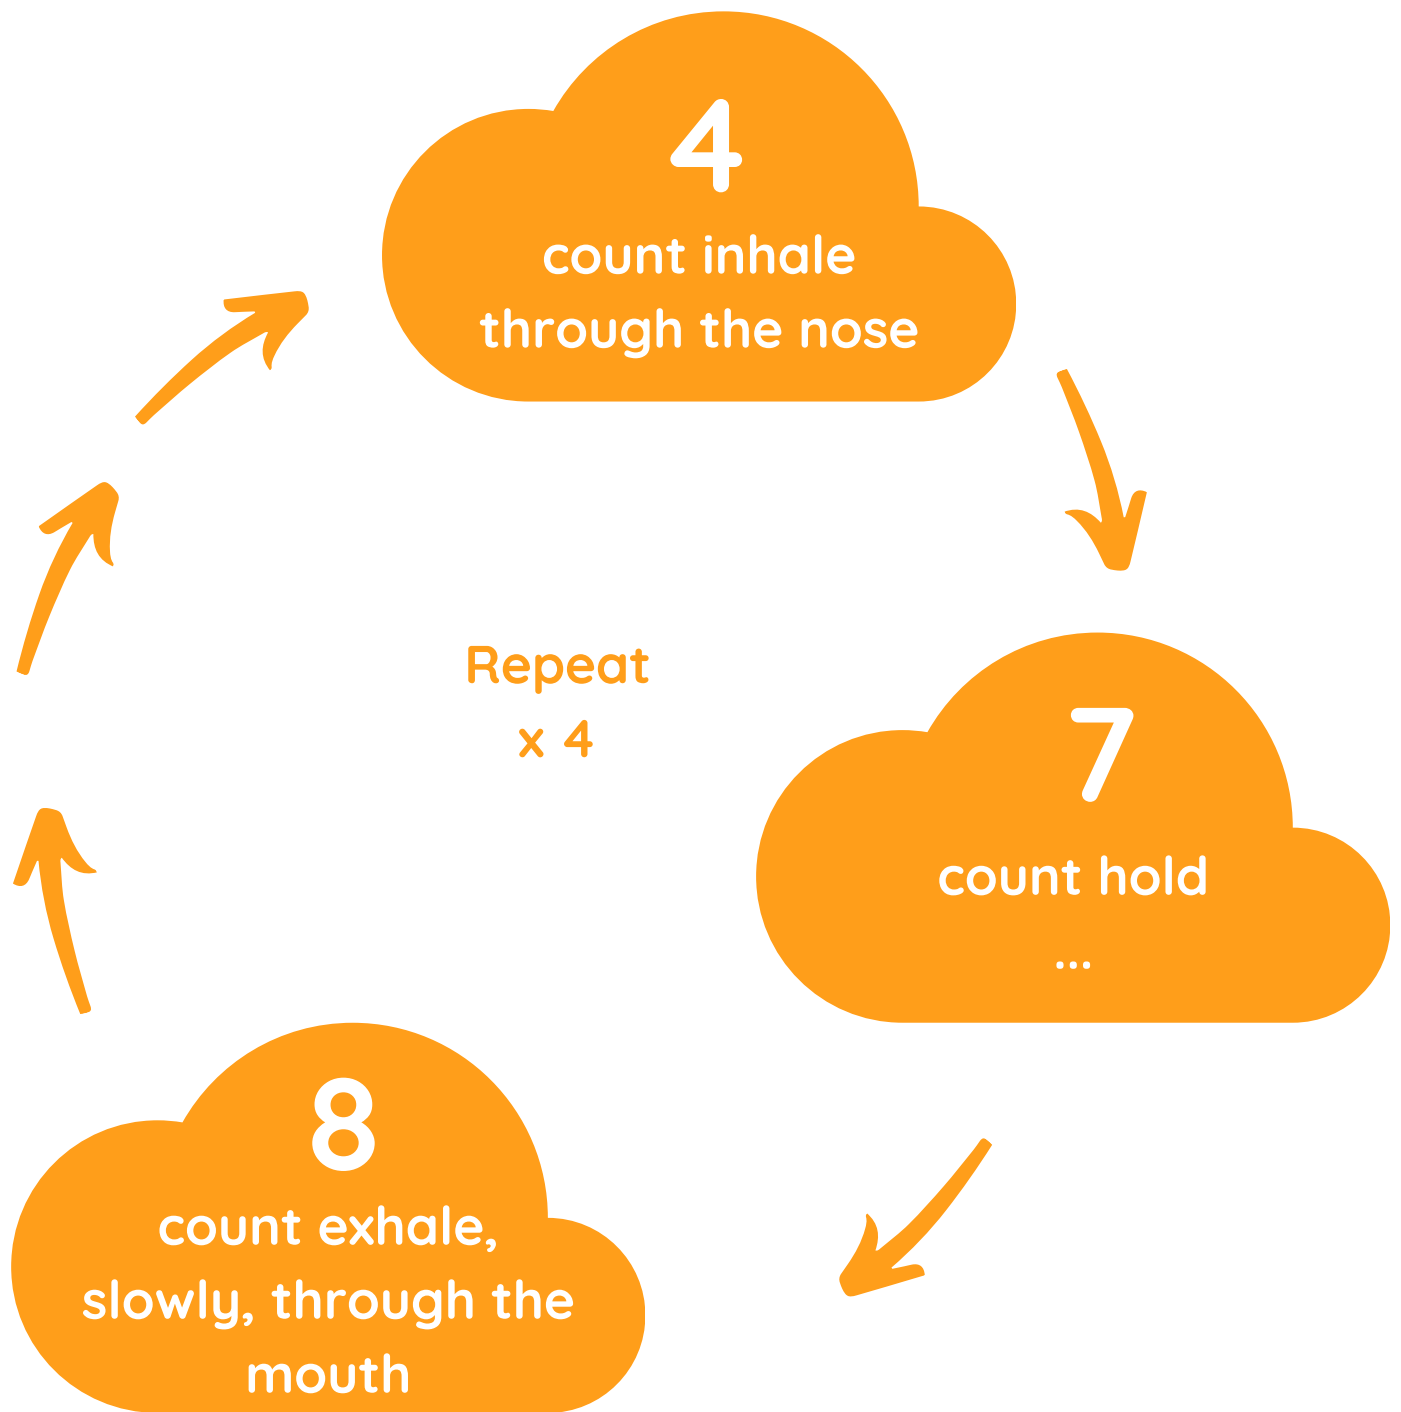 4
count inhale
through the nose
Repeat
x 4
7
count hold
...
8
count exhale,
slowly, through the
mouth